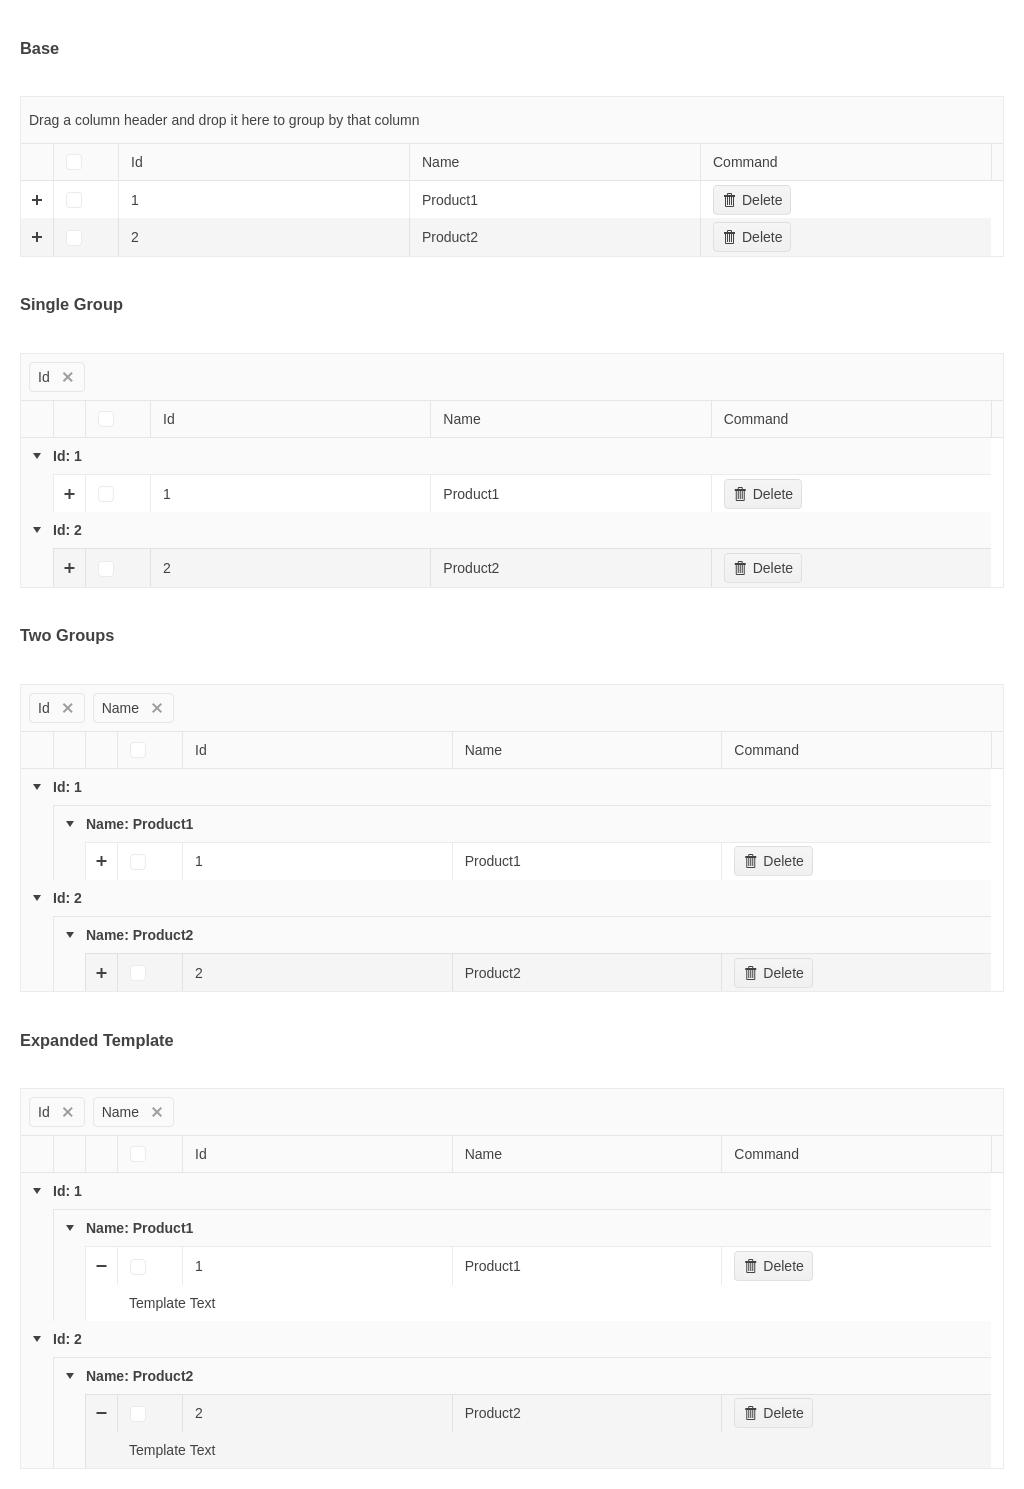 Base
Drag a column header and drop it here to group by that column
Id Name Command
1 Product1 Delete
2 Product2 Delete
Single Group
Id
Id Name Command
Id: 1
1 Product1 Delete
Id: 2
2 Product2 Delete
Two Groups
Id Name
Id Name Command
Id: 1
Name: Product1
1 Product1 Delete
Id: 2
Name: Product2
2 Product2 Delete
Expanded Template
Id Name
Id Name Command
Id: 1
Name: Product1
1 Product1 Delete
Template Text
Id: 2
Name: Product2
2 Product2 Delete
Template Text